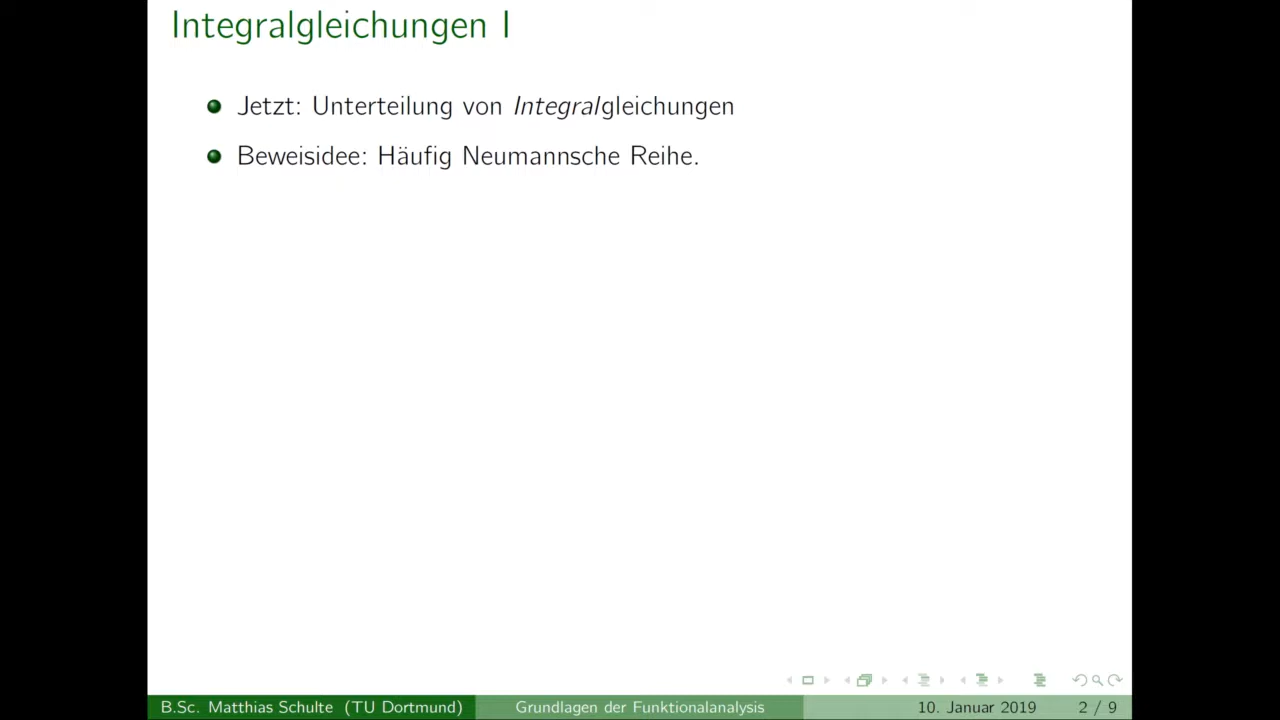 Integralgleichungen I
Jetzt: Unterteilung von Integralgleichungen
Beweisidee: Häufig Neumannsche Reihe.
B.Sc. Matthias Schulte (TU Dortmund) Grundlagen der Funktionalanalysis 10. Januar 2019 2 / 9